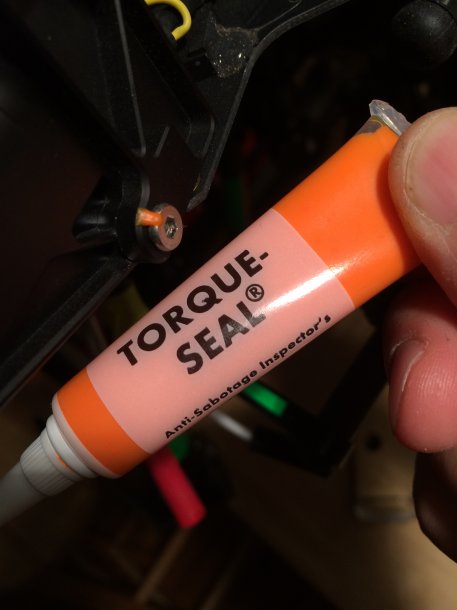 TORQUE-
SEAL®
Anti-Sabotage Inspector's